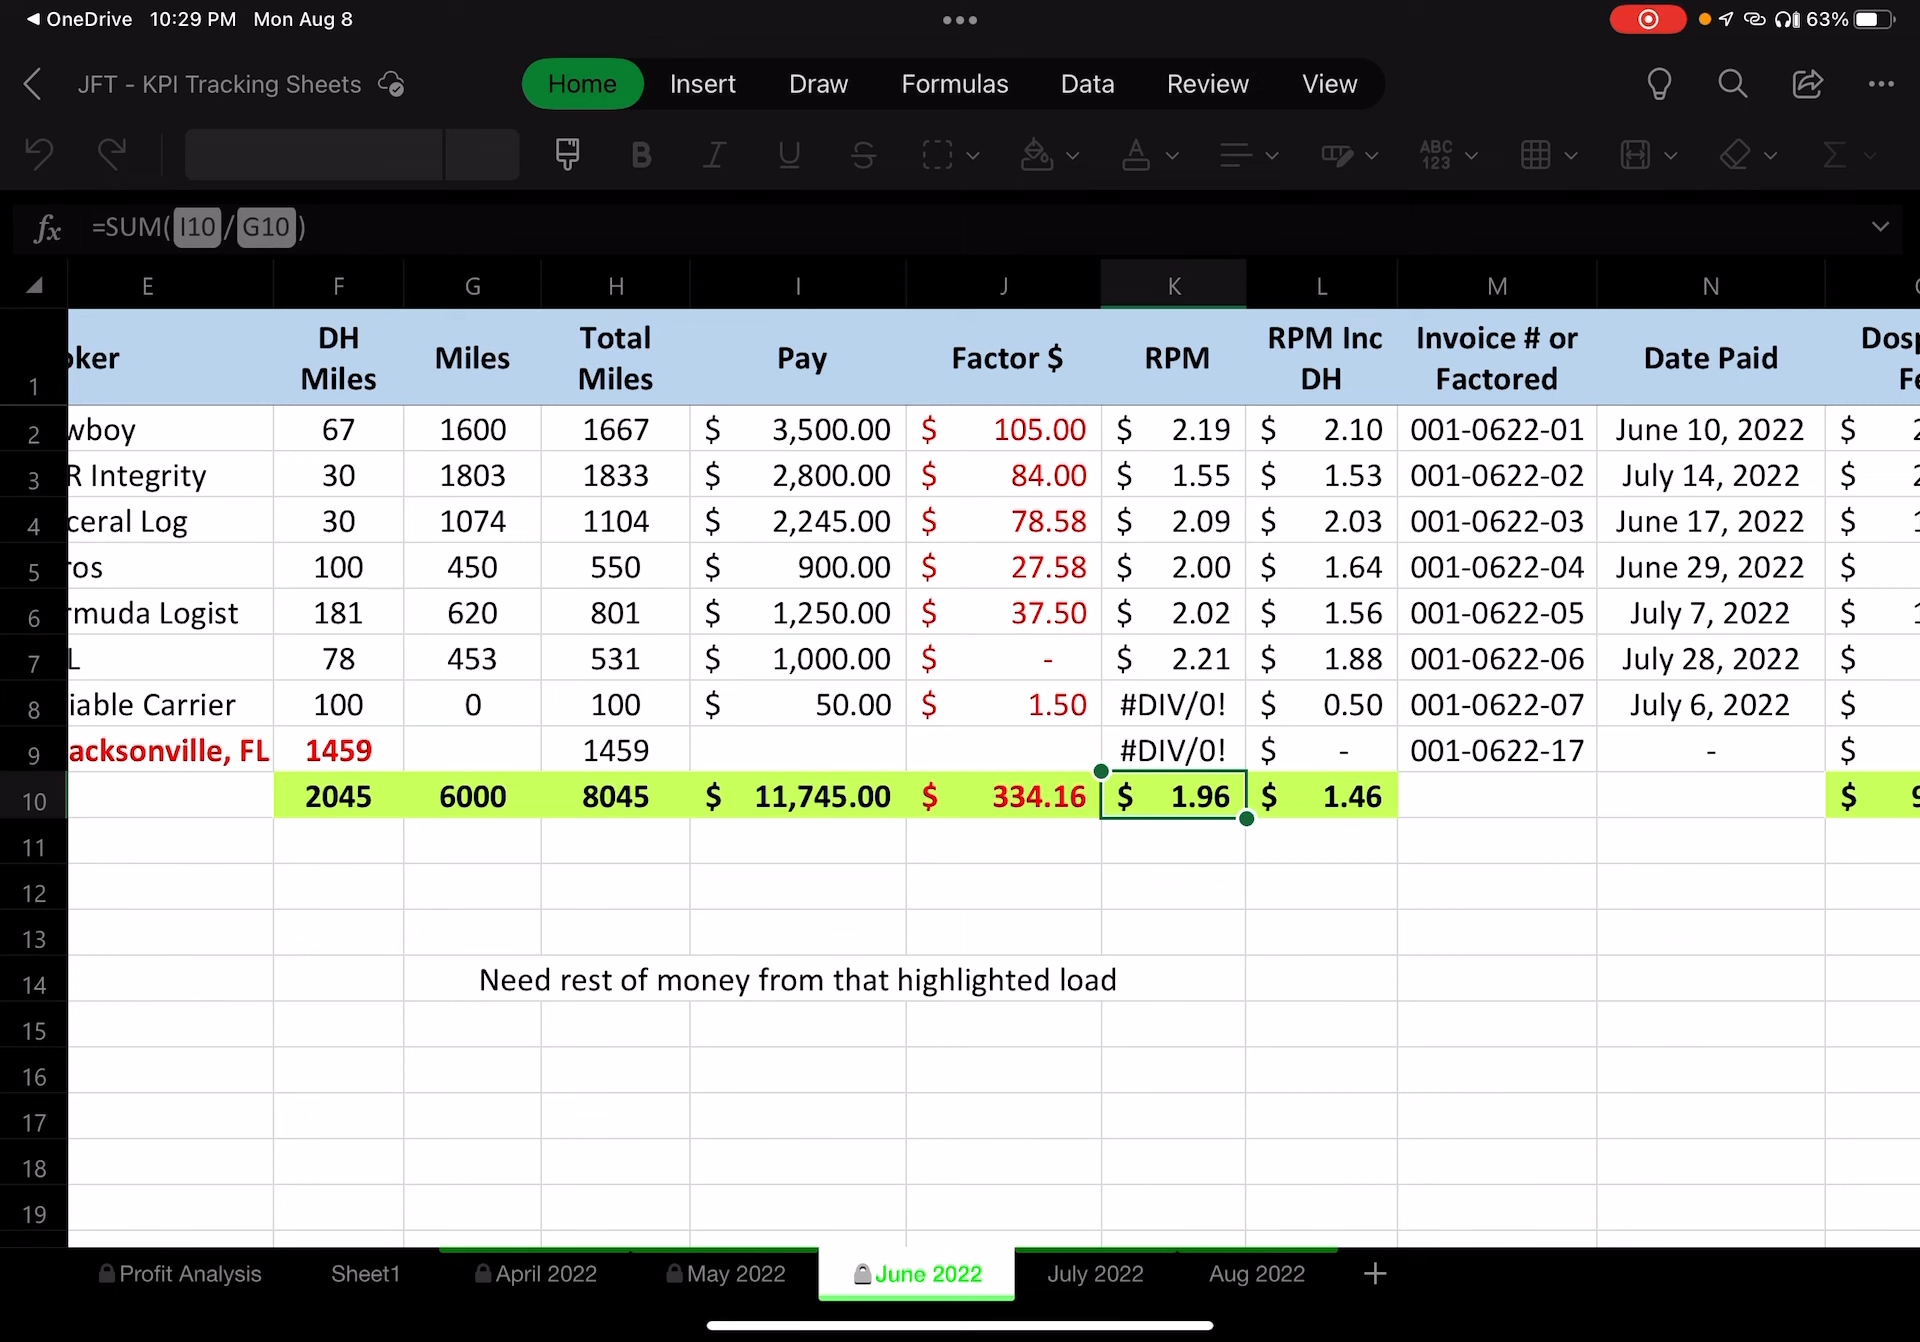 OneDrive 10:29 PM Mon Aug 8 63%
JFT - KPI Tracking Sheets Home Insert Draw Formulas Data Review View
B I U S A ABC 123 Σ
fx =SUM( I10 / G10 )
E F G H I J K L M N
1 oker DH Miles Miles Total Miles Pay Factor $ RPM RPM Inc DH Invoice # or Factored Date Paid
2 wboy 67 1600 1667 $ 3,500.00 $ 105.00 $ 2.19 $ 2.10 001-0622-01 June 10, 2022 $
3 R Integrity 30 1803 1833 $ 2,800.00 $ 84.00 $ 1.55 $ 1.53 001-0622-02 July 14, 2022 $
4 ceral Log 30 1074 1104 $ 2,245.00 $ 78.58 $ 2.09 $ 2.03 001-0622-03 June 17, 2022 $
5 ros 100 450 550 $ 900.00 $ 27.58 $ 2.00 $ 1.64 001-0622-04 June 29, 2022 $
6 rmuda Logist 181 620 801 $ 1,250.00 $ 37.50 $ 2.02 $ 1.56 001-0622-05 July 7, 2022 $
7 L 78 453 531 $ 1,000.00 $ - $ 2.21 $ 1.88 001-0622-06 July 28, 2022 $
8 iable Carrier 100 0 100 $ 50.00 $ 1.50 #DIV/0! $ 0.50 001-0622-07 July 6, 2022 $
9 acksonville, FL 1459 1459 #DIV/0! $ - 001-0622-17 - $
10 2045 6000 8045 $ 11,745.00 $ 334.16 $ 1.96 $ 1.46 $
11
12
13
14 Need rest of money from that highlighted load
15
16
17
18
19
Profit Analysis Sheet1 April 2022 May 2022 June 2022 July 2022 Aug 2022 +